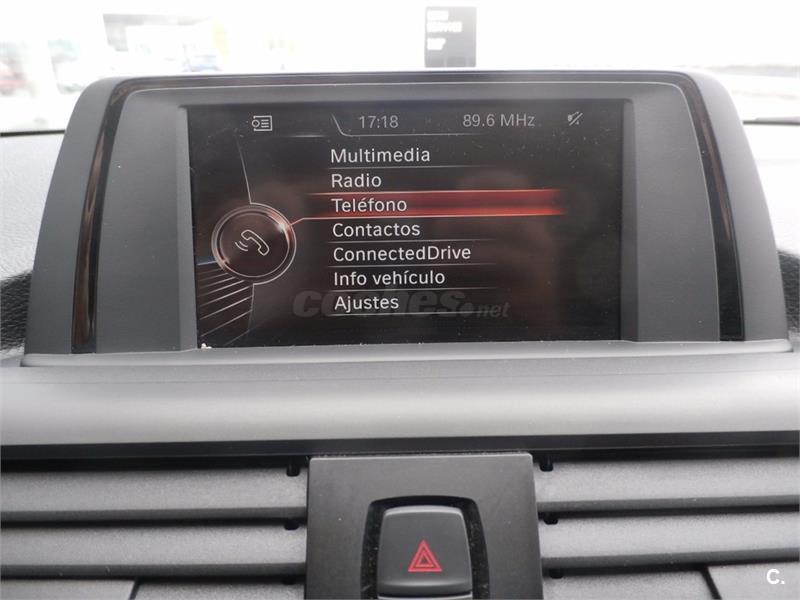 17:18 89.6 MHz
Multimedia
Radio
Teléfono
Contactos
ConnectedDrive
Info vehículo
Ajustes
coches.net
C.